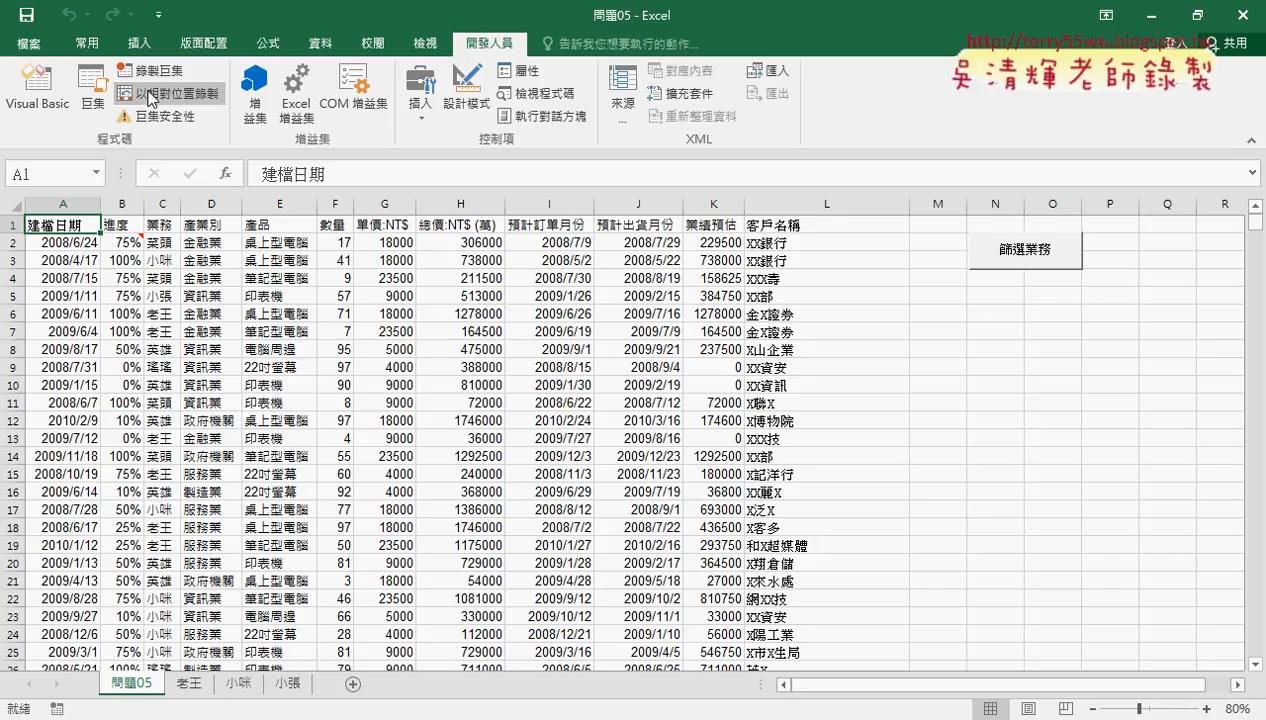 問題05 - Excel
http://terry55wu.blogspot.tw
吳清輝老師錄製
檔案 常用 插入 版面配置 公式 資料 校閱 檢視 開發人員 告訴我您想要執行的動作... 登入 共用
Visual Basic 巨集 錄製巨集 以相對位置錄製 巨集安全性 增益集 Excel 增益集 COM 增益集 插入 設計模式 屬性 檢視程式碼 執行對話方塊 來源... 對應內容 擴充套件 重新整理資料 匯入 匯出
程式碼 增益集 控制項 XML
A1 fx 建檔日期
A B C D E F G H I J K L M N O P Q R
1 建檔日期 進度 業務 產業別 產品 數量 單價:NT$ 總價:NT$ (萬) 預計訂單月份 預計出貨月份 業績預估 客戶名稱
2 2008/6/24 75% 菜頭 金融業 桌上型電腦 17 18000 306000 2008/7/9 2008/7/29 229500 XX銀行
篩選業務
3 2008/4/17 100% 小咪 金融業 桌上型電腦 41 18000 738000 2008/5/2 2008/5/22 738000 XX銀行
4 2008/7/15 75% 菜頭 金融業 筆記型電腦 9 23500 211500 2008/7/30 2008/8/19 158625 XXX壽
5 2009/1/11 75% 小張 資訊業 印表機 57 9000 513000 2009/1/26 2009/2/15 384750 XX部
6 2009/6/11 100% 老王 金融業 桌上型電腦 71 18000 1278000 2009/6/26 2009/7/16 1278000 金X證券
7 2009/6/4 100% 老王 金融業 筆記型電腦 7 23500 164500 2009/6/19 2009/7/9 164500 金X證券
8 2009/8/17 50% 英雄 資訊業 電腦周邊 95 5000 475000 2009/9/1 2009/9/21 237500 X山企業
9 2008/7/31 0% 瑤瑤 資訊業 22吋螢幕 97 4000 388000 2008/8/15 2008/9/4 0 XX資安
10 2009/1/15 0% 英雄 資訊業 印表機 90 9000 810000 2009/1/30 2009/2/19 0 XX資訊
11 2008/6/7 100% 菜頭 資訊業 印表機 8 9000 72000 2008/6/22 2008/7/12 72000 X聯X
12 2010/2/9 10% 英雄 政府機關 桌上型電腦 97 18000 1746000 2010/2/24 2010/3/16 174600 X博物院
13 2009/7/12 0% 老王 金融業 印表機 4 9000 36000 2009/7/27 2009/8/16 0 XXX技
14 2009/11/18 100% 菜頭 政府機關 筆記型電腦 55 23500 1292500 2009/12/3 2009/12/23 1292500 XX部
15 2008/10/19 75% 老王 服務業 22吋螢幕 60 4000 240000 2008/11/3 2008/11/23 180000 X記洋行
16 2009/6/14 10% 英雄 製造業 22吋螢幕 92 4000 368000 2009/6/29 2009/7/19 36800 XX麗X
17 2008/7/28 50% 小咪 服務業 桌上型電腦 77 18000 1386000 2008/8/12 2008/9/1 693000 X泛X
18 2008/6/17 25% 老王 服務業 桌上型電腦 97 18000 1746000 2008/7/2 2008/7/22 436500 X客多
19 2010/1/12 25% 老王 服務業 筆記型電腦 50 23500 1175000 2010/1/27 2010/2/16 293750 和X超媒體
20 2009/1/13 50% 英雄 服務業 印表機 81 9000 729000 2009/1/28 2009/2/17 364500 X翔倉儲
21 2009/4/13 50% 英雄 政府機關 桌上型電腦 3 18000 54000 2009/4/28 2009/5/18 27000 X來水處
22 2009/8/28 75% 小咪 資訊業 筆記型電腦 46 23500 1081000 2009/9/12 2009/10/2 810750 網XX技
23 2009/9/27 10% 小咪 資訊業 電腦周邊 66 5000 33000 2009/10/12 2009/11/1 33000 XX資安
24 2008/12/6 50% 小咪 服務業 22吋螢幕 28 4000 112000 2008/12/21 2009/1/10 56000 X陽工業
25 2009/3/1 75% 小咪 政府機關 印表機 81 9000 729000 2009/3/16 2009/4/5 546750 X市X生局
問題05 老王 小咪 小張
就緒 80%